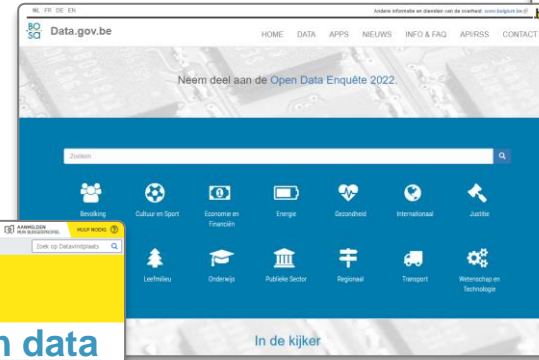 NL FR DE EN
Andere informatie en diensten van de overheid: www.belgium.be
BO
SA
Data.gov.be
HOME DATA APPS NIEUWS INFO & FAQ API/RSS CONTACT
Neem deel aan de Open Data Enquête 2022.
Zoeken
Bevolking
Cultuur en Sport
Economie en
Financiën
Energie
Gezondheid
Internationaal
Justitie
Leefmilieu
Onderwijs
Publieke Sector
Regionaal
Transport
Wetenschap en
Technologie
In de kijker
AANMELDEN
MIJN BURGERPROFIEL
HULP NODIG
Zoek op Datavindplaats
n data